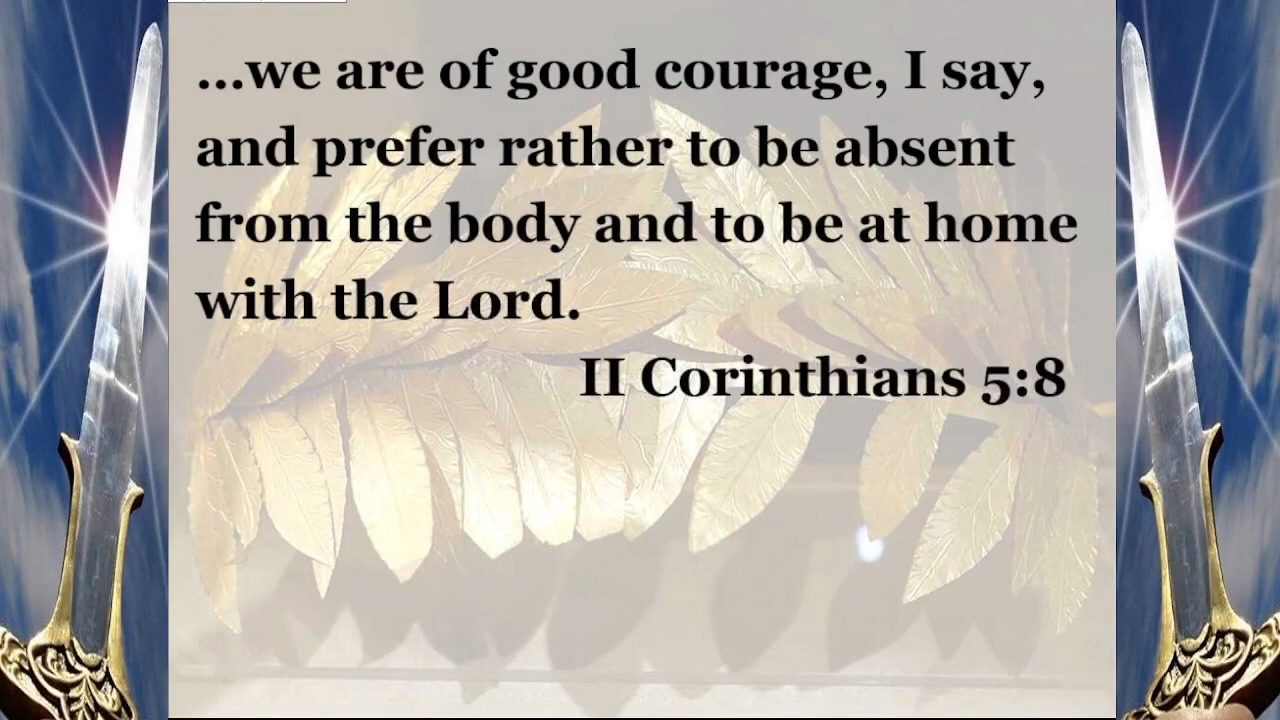 ...we are of good courage, I say,
and prefer rather to be absent
from the body and to be at home
with the Lord.
II Corinthians 5:8